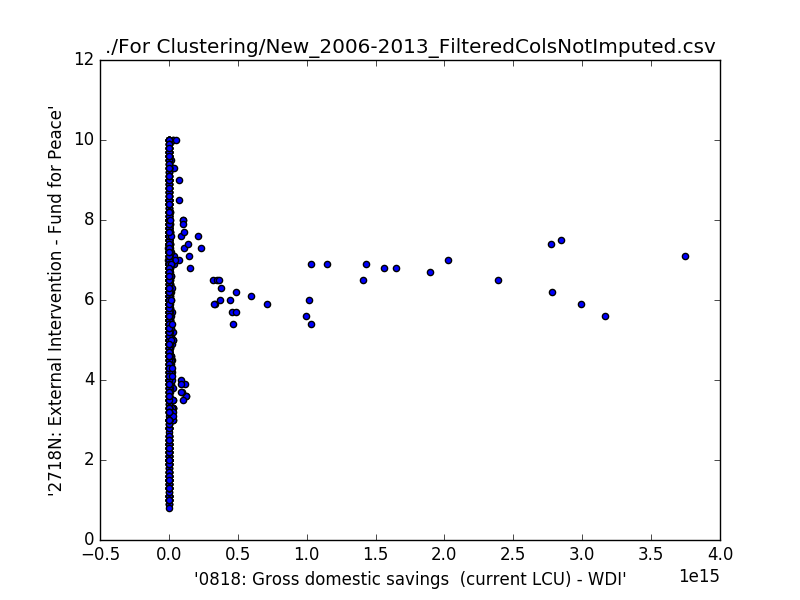 ./For Clustering/New_2006-2013_FilteredColsNotImputed.csv
12
10
8
6
4
2
0
'2718N: External Intervention - Fund for Peace'
−0.5 0.0 0.5 1.0 1.5 2.0 2.5 3.0 3.5 4.0
1e15
'0818: Gross domestic savings  (current LCU) - WDI'